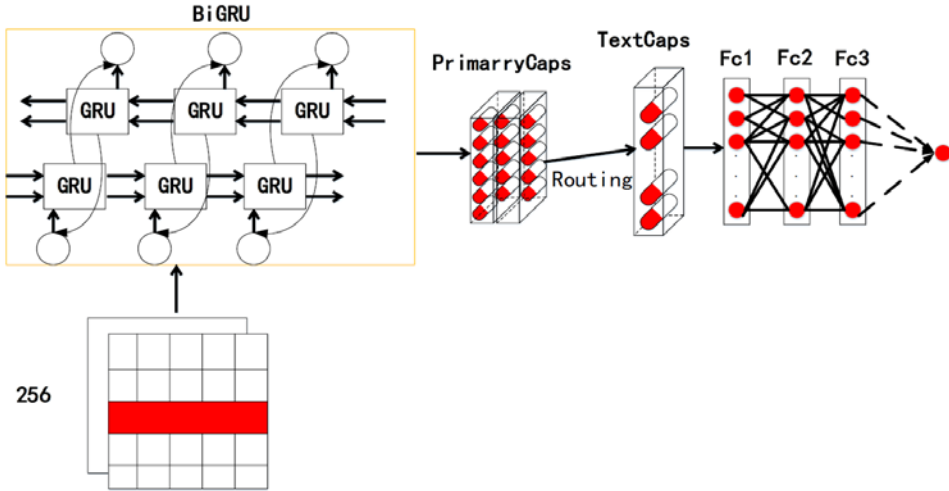 BiGRU
GRU
GRU
GRU
GRU
GRU
GRU
PrimarryCaps
Routing
TextCaps
Fc1
Fc2
Fc3
256